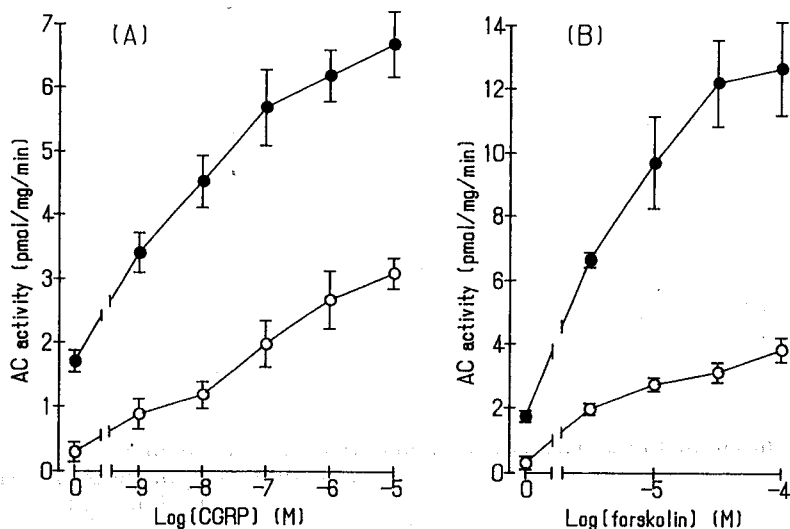 (A)
AC activity (pmol/mg/min)
7
6
5
4
3
2
1
0
0 -9 -8 -7 -6 -5
Log(CGRP) (M)
(B)
AC activity (pmol/mg/min)
14
12
10
8
6
4
2
0
0 -5 -4
Log(forskolin) (M)